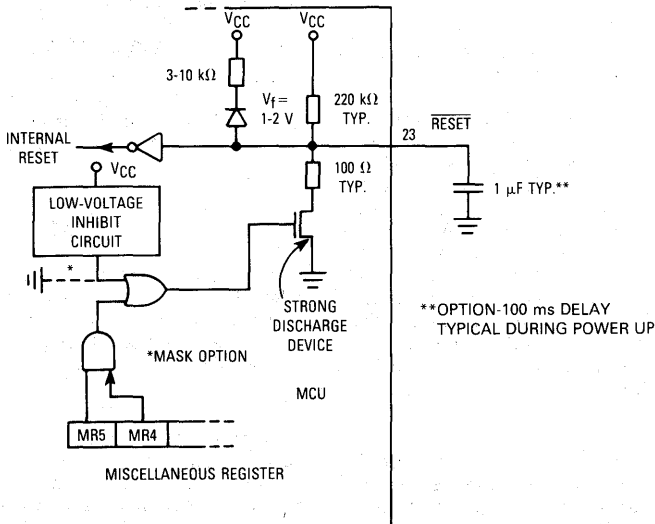 VCC
VCC
3-10 kΩ
Vf =
1-2 V
220 kΩ
TYP.
23
RESET
INTERNAL
RESET
VCC
100 Ω
TYP.
1 µF TYP.**
LOW-VOLTAGE
INHIBIT
CIRCUIT
*
STRONG
DISCHARGE
DEVICE
**OPTION-100 ms DELAY
TYPICAL DURING POWER UP
*MASK OPTION
MCU
MR5 MR4
MISCELLANEOUS REGISTER